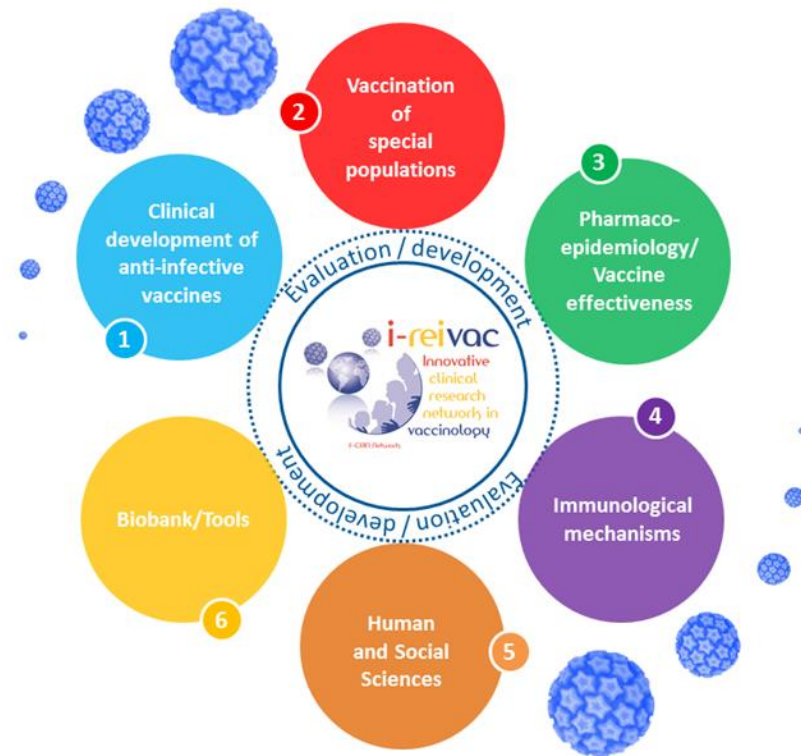 2
Vaccination
of
special
populations
3
Pharmaco-
epidemiology/
Vaccine
effectiveness
Clinical
development of
anti-infective
vaccines
1
Evaluation / development
i-reivac
Innovative
clinical
research
network in
vaccinology
Evaluation / development
4
Immunological
mechanisms
Biobank/Tools
6
Human
and Social
Sciences
5